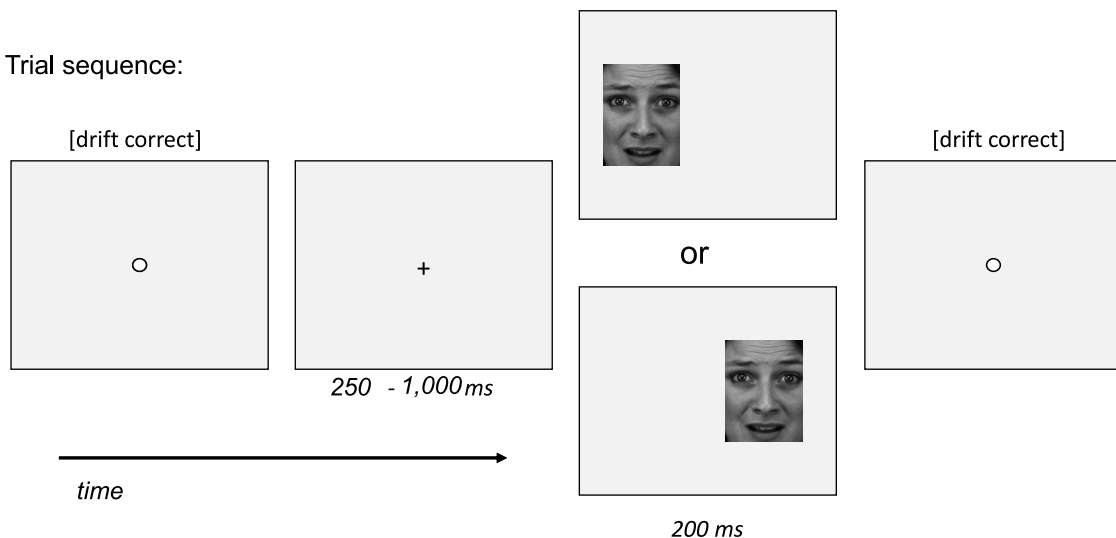 Trial sequence:
[drift correct]
[drift correct]
+
or
250 - 1,000 ms
time
200 ms